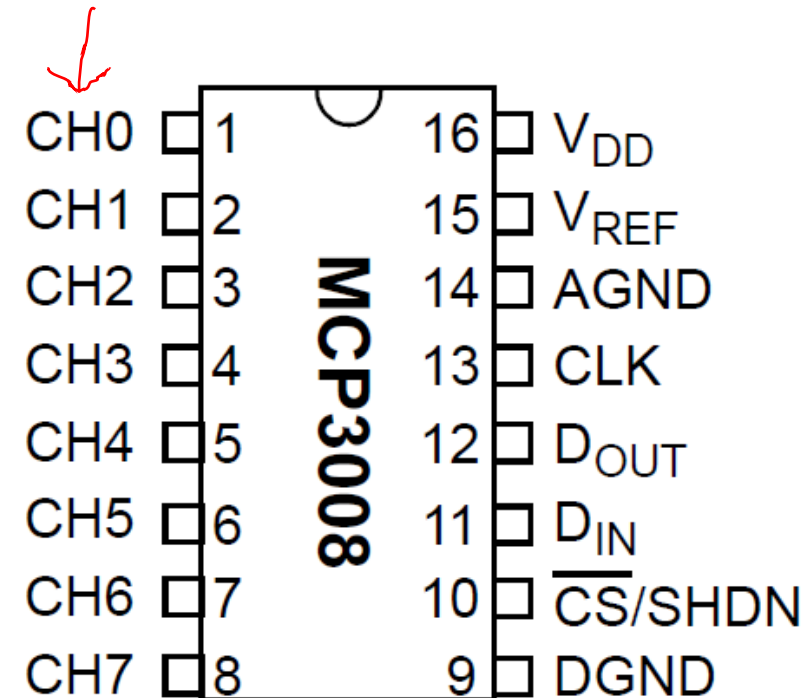 CH0 1 16 VDD
CH1 2 15 VREF
CH2 3 14 AGND
CH3 4 13 CLK
CH4 5 12 DOUT
CH5 6 11 DIN
CH6 7 10 C̅S̅/SHDN
CH7 8 9 DGND
MCP3008